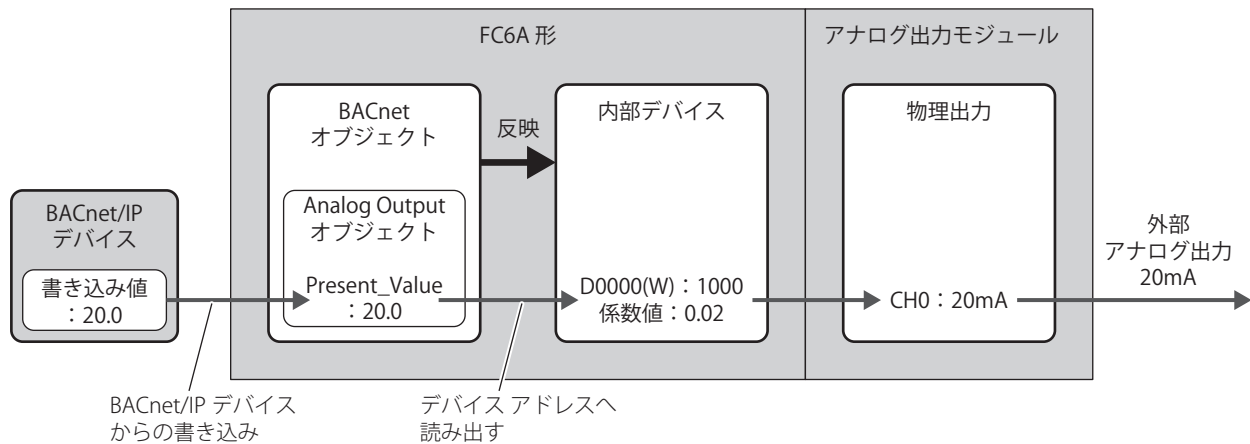 FC6A 形
アナログ出力モジュール
BACnet
オブジェクト
反映
内部デバイス
物理出力
BACnet/IP
デバイス
Analog Output
オブジェクト
外部
アナログ出力
20mA
書き込み値
：20.0
Present_Value
：20.0
D0000(W)：1000
係数値：0.02
CH0：20mA
BACnet/IP デバイス
からの書き込み
デバイス アドレスへ
読み出す